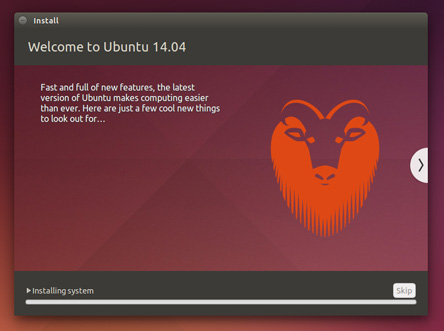 Install
Welcome to Ubuntu 14.04
Fast and full of new features, the latest
version of Ubuntu makes computing easier
than ever. Here are just a few cool new things
to look out for...
Installing system
Skip